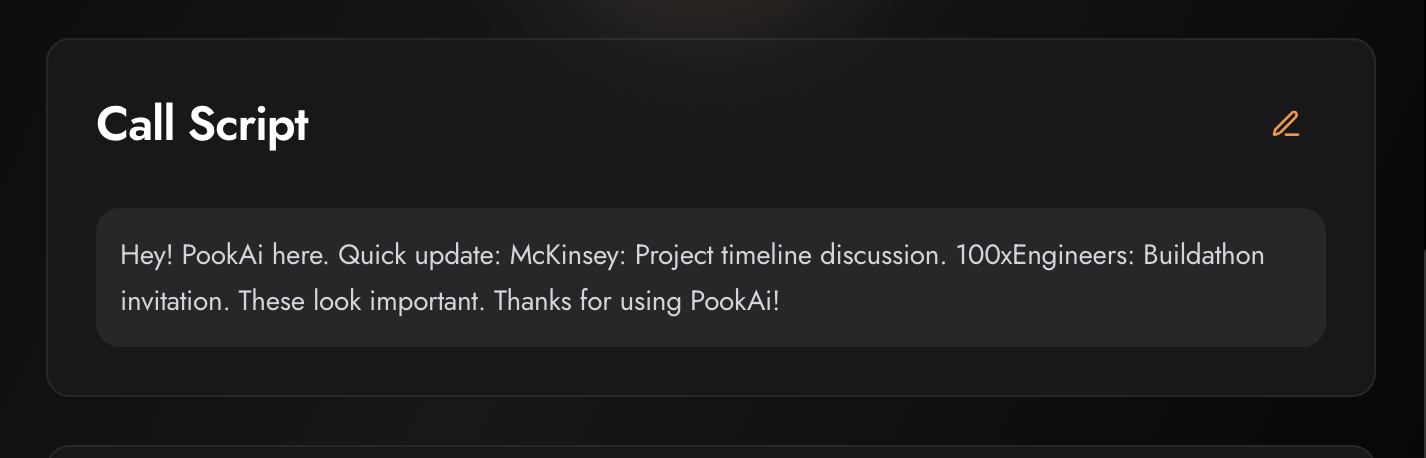 Call Script
Hey! PookAi here. Quick update: McKinsey: Project timeline discussion. 100xEngineers: Buildathon
invitation. These look important. Thanks for using PookAi!